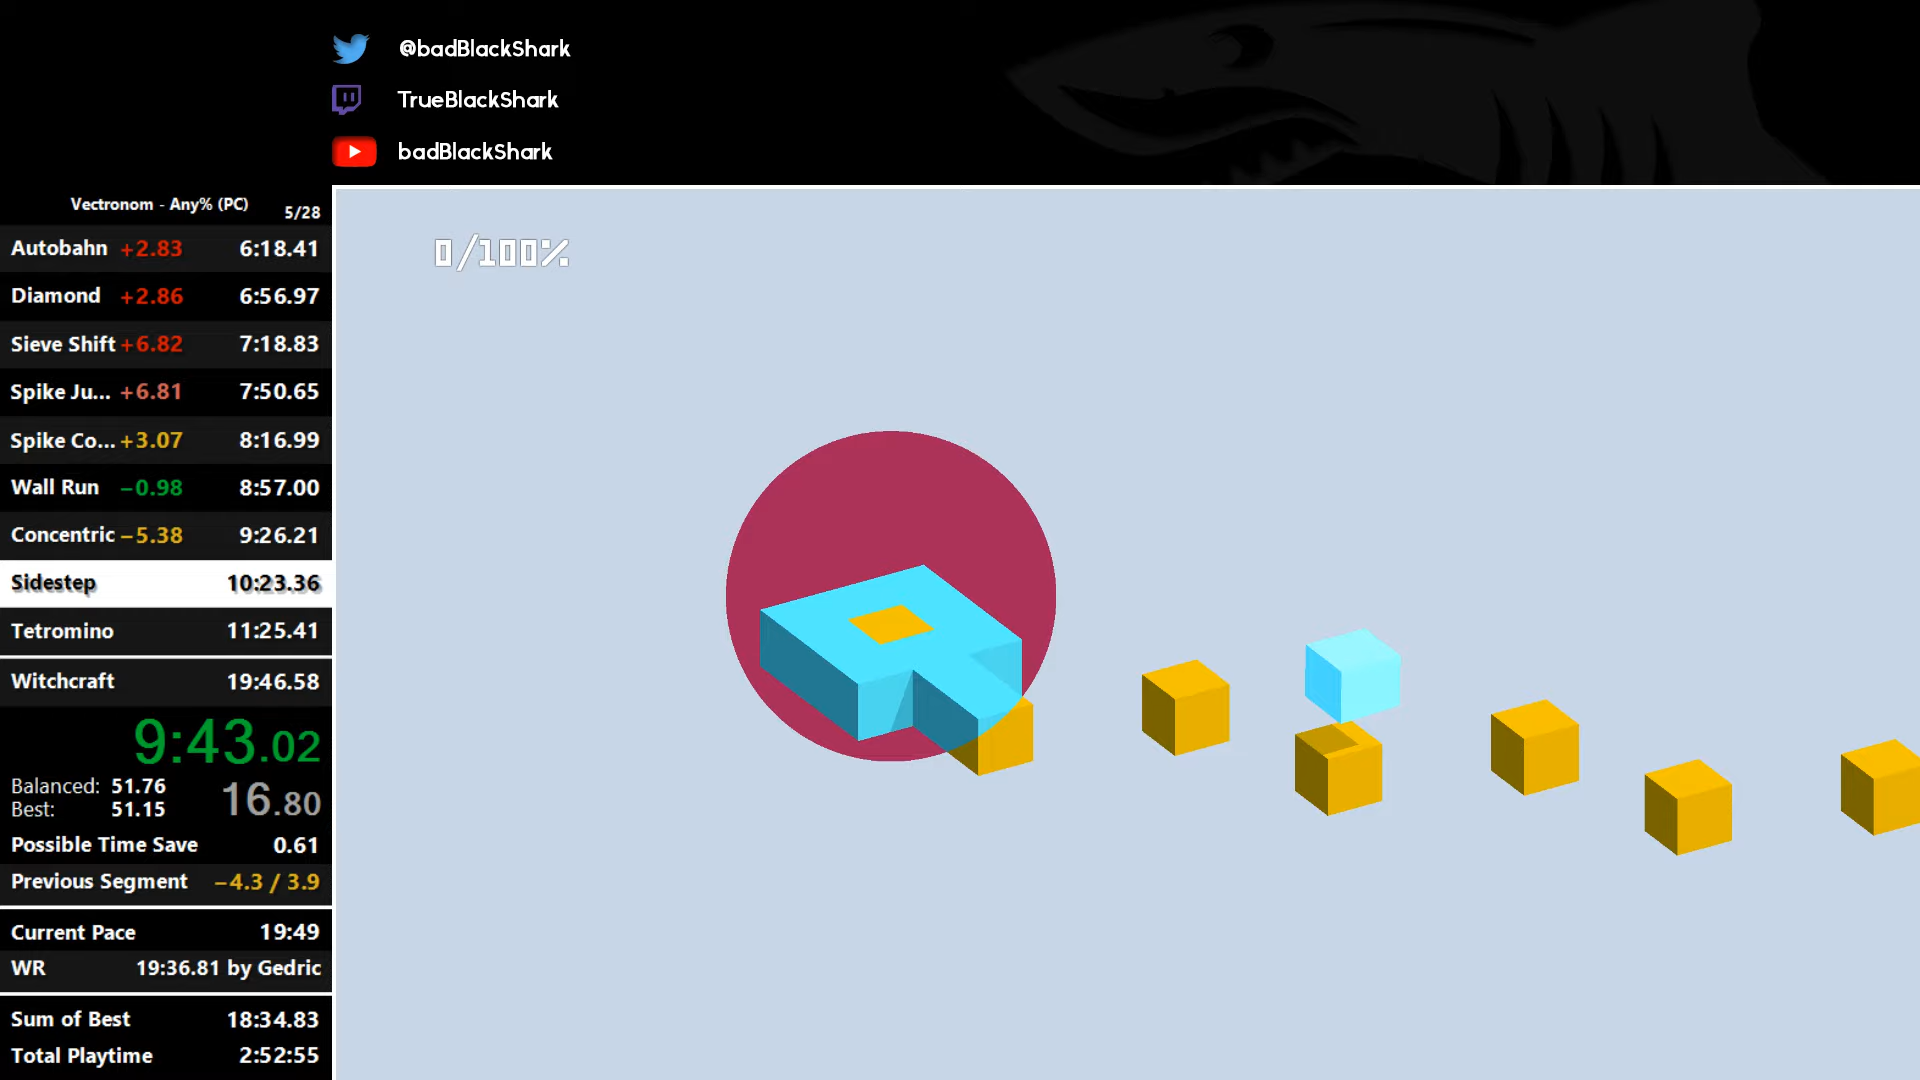 @badBlackShark
TrueBlackShark
badBlackShark
Vectronom - Any% (PC) 5/28
Autobahn +2.83 6:18.41
Diamond +2.86 6:56.97
Sieve Shift +6.82 7:18.83
Spike Ju... +6.81 7:50.65
Spike Co... +3.07 8:16.99
Wall Run −0.98 8:57.00
Concentric −5.38 9:26.21
Sidestep 10:23.36
Tetromino 11:25.41
Witchcraft 19:46.58
9:43.02
Balanced: 51.76
Best: 51.15
16.80
Possible Time Save 0.61
Previous Segment −4.3 / 3.9
Current Pace 19:49
WR 19:36.81 by Gedric
Sum of Best 18:34.83
Total Playtime 2:52:55
0/100%